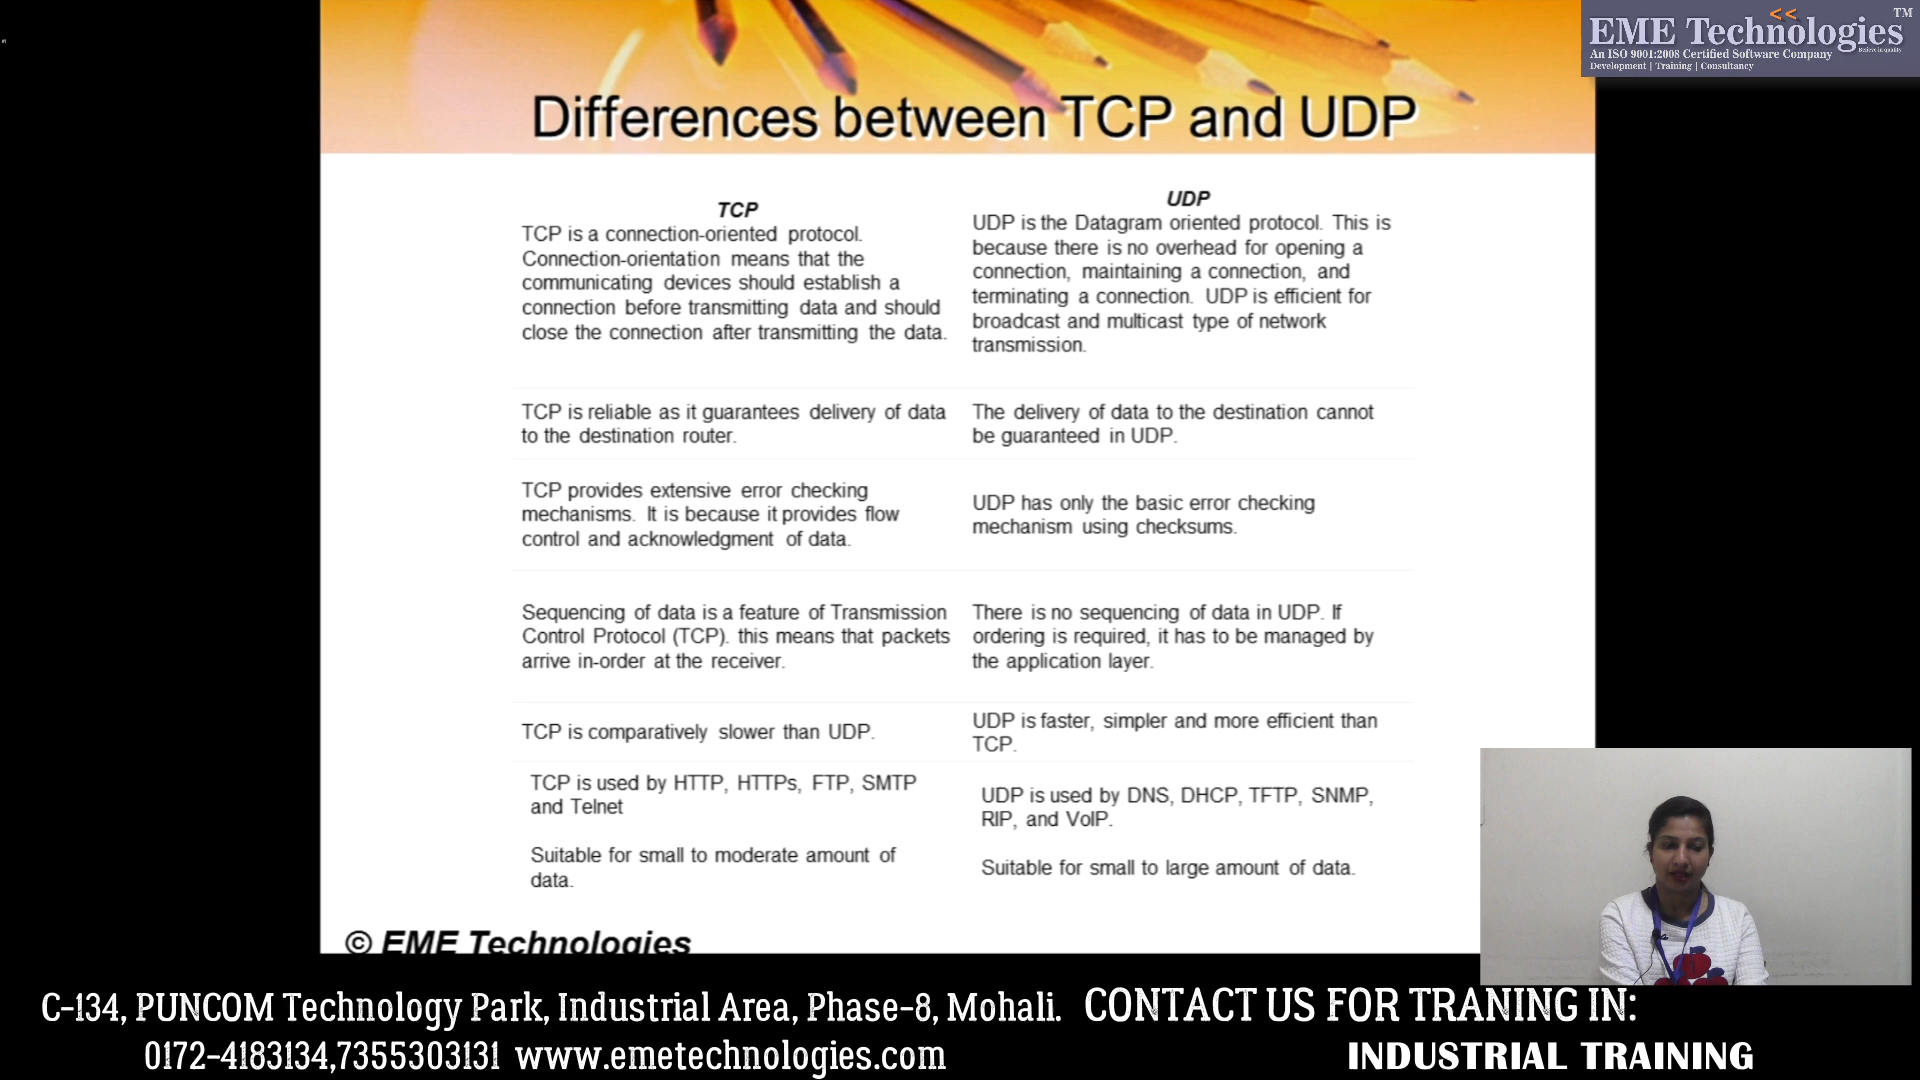 <<
TM
EME Technologies
Believe in quality
An ISO 9001:2008 Certified Software Company
Development | Training | Consultancy
Differences between TCP and UDP
TCP
TCP is a connection-oriented protocol.
Connection-orientation means that the
communicating devices should establish a
connection before transmitting data and should
close the connection after transmitting the data.
UDP
UDP is the Datagram oriented protocol. This is
because there is no overhead for opening a
connection, maintaining a connection, and
terminating a connection. UDP is efficient for
broadcast and multicast type of network
transmission.
TCP is reliable as it guarantees delivery of data
to the destination router.
The delivery of data to the destination cannot
be guaranteed in UDP.
TCP provides extensive error checking
mechanisms. It is because it provides flow
control and acknowledgment of data.
UDP has only the basic error checking
mechanism using checksums.
Sequencing of data is a feature of Transmission
Control Protocol (TCP). this means that packets
arrive in-order at the receiver.
There is no sequencing of data in UDP. If
ordering is required, it has to be managed by
the application layer.
TCP is comparatively slower than UDP.
UDP is faster, simpler and more efficient than
TCP.
TCP is used by HTTP, HTTPs, FTP, SMTP
and Telnet
UDP is used by DNS, DHCP, TFTP, SNMP,
RIP, and VoIP.
Suitable for small to moderate amount of
data.
Suitable for small to large amount of data.
© EME Technologies
C-134, PUNCOM Technology Park, Industrial Area, Phase-8, Mohali.
0172-4183134,7355303131 www.emetechnologies.com
CONTACT US FOR TRANING IN:
INDUSTRIAL TRAINING